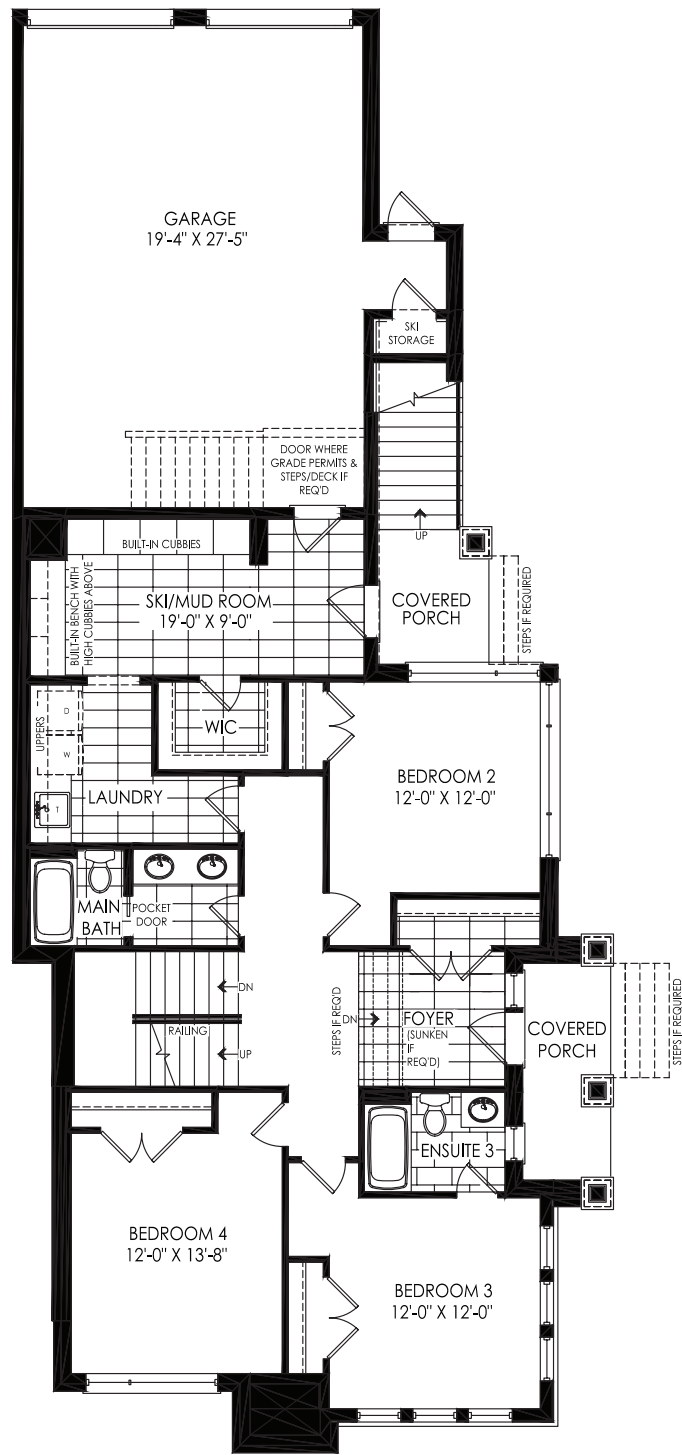 GARAGE
19'-4" X 27'-5"
SKI
STORAGE
DOOR WHERE
GRADE PERMITS &
STEPS/DECK IF
REQ'D
UP
BUILT-IN CUBBIES
BUILT-IN BENCH WITH
HIGH CUBBIES ABOVE
SKI/MUD ROOM
19'-0" X 9'-0"
COVERED
PORCH
STEPS IF REQUIRED
WIC
UPPERS
D
W
T
LAUNDRY
BEDROOM 2
12'-0" X 12'-0"
MAIN
BATH
POCKET
DOOR
DN
RAILING
UP
STEPS IF REQ'D
DN
FOYER
(SUNKEN
IF
REQ'D)
COVERED
PORCH
STEPS IF REQUIRED
ENSUITE 3
BEDROOM 4
12'-0" X 13'-8"
BEDROOM 3
12'-0" X 12'-0"